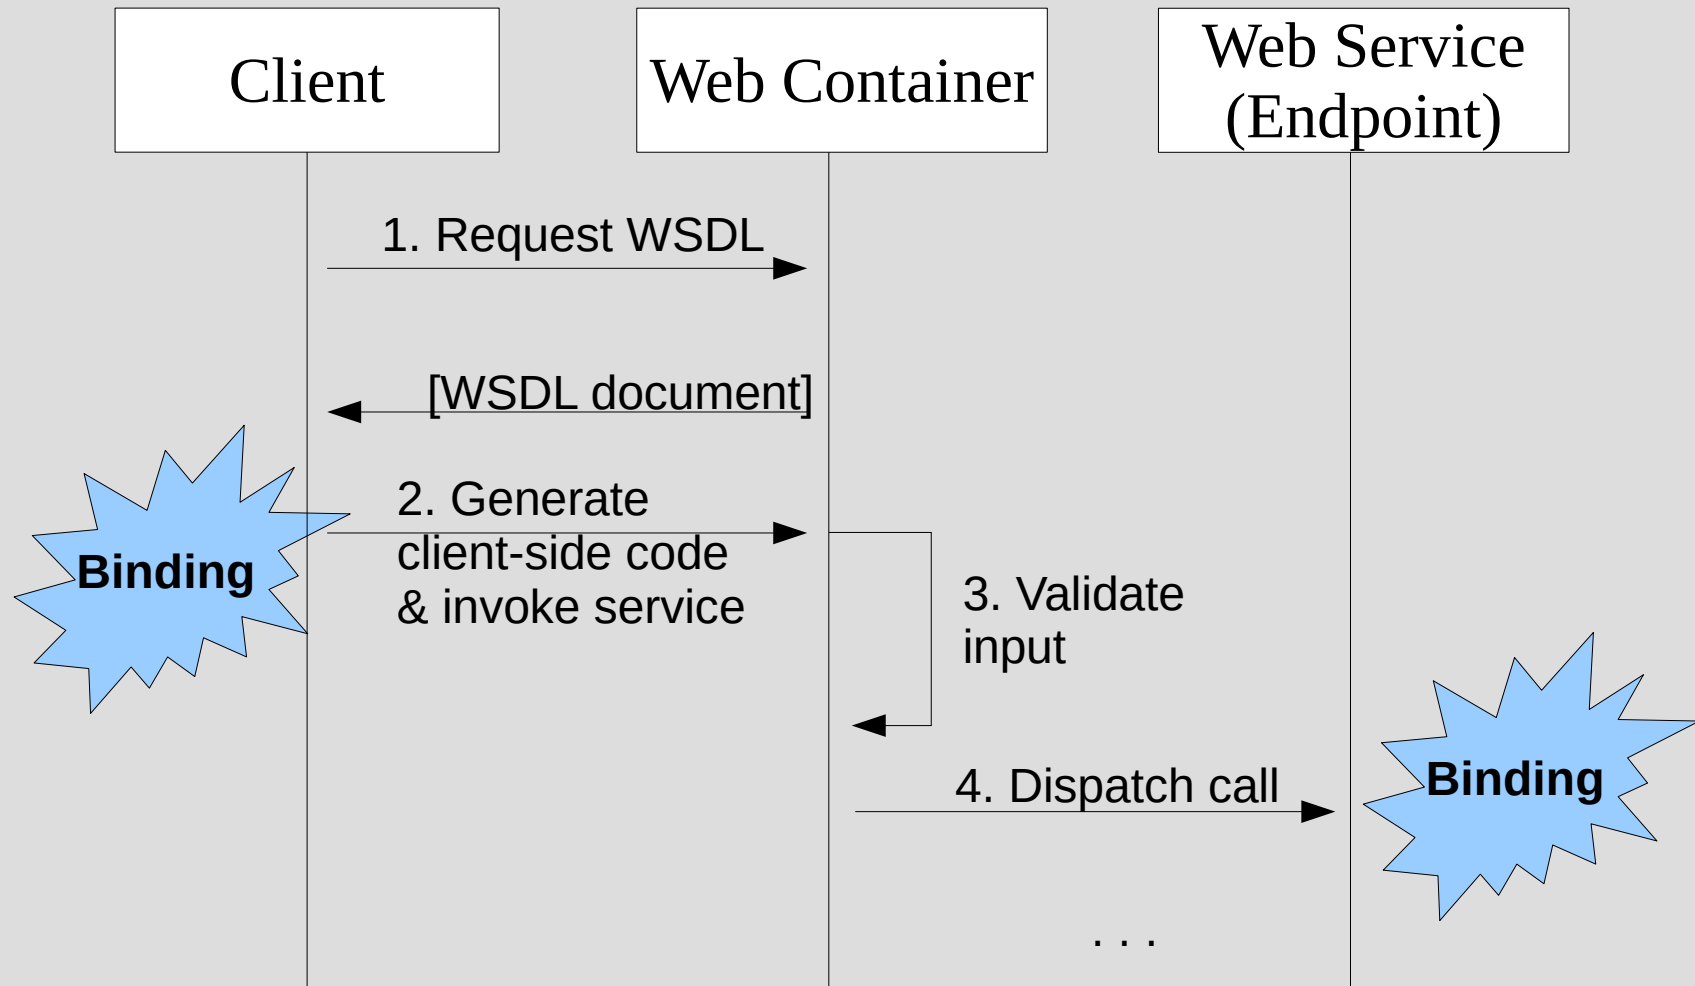 Client
Web Container
Web Service
(Endpoint)
1. Request WSDL
[WSDL document]
2. Generate
client-side code
& invoke service
Binding
3. Validate
input
4. Dispatch call
Binding
. . .